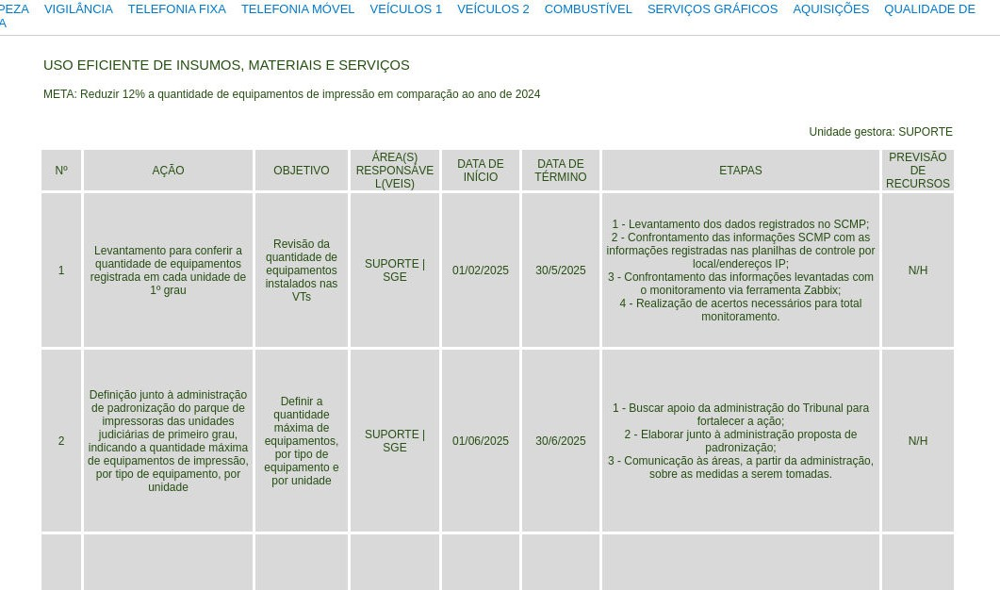 PEZA VIGILÂNCIA TELEFONIA FIXA TELEFONIA MÓVEL VEÍCULOS 1 VEÍCULOS 2 COMBUSTÍVEL SERVIÇOS GRÁFICOS AQUISIÇÕES QUALIDADE DE
A
USO EFICIENTE DE INSUMOS, MATERIAIS E SERVIÇOS
META: Reduzir 12% a quantidade de equipamentos de impressão em comparação ao ano de 2024
Unidade gestora: SUPORTE
Nº
AÇÃO
OBJETIVO
ÁREA(S)
RESPONSÁVE
L(VEIS)
DATA DE
INÍCIO
DATA DE
TÉRMINO
ETAPAS
PREVISÃO
DE
RECURSOS
1
Levantamento para conferir a
quantidade de equipamentos
registrada em cada unidade de
1º grau
Revisão da
quantidade de
equipamentos
instalados nas
VTs
SUPORTE |
SGE
01/02/2025
30/5/2025
1 - Levantamento dos dados registrados no SCMP;
2 - Confrontamento das informações SCMP com as
informações registradas nas planilhas de controle por
local/endereços IP;
3 - Confrontamento das informações levantadas com
o monitoramento via ferramenta Zabbix;
4 - Realização de acertos necessários para total
monitoramento.
N/H
2
Definição junto à administração
de padronização do parque de
impressoras das unidades
judiciárias de primeiro grau,
indicando a quantidade máxima
de equipamentos de impressão,
por tipo de equipamento, por
unidade
Definir a
quantidade
máxima de
equipamentos,
por tipo de
equipamento e
por unidade
SUPORTE |
SGE
01/06/2025
30/6/2025
1 - Buscar apoio da administração do Tribunal para
fortalecer a ação;
2 - Elaborar junto à administração proposta de
padronização;
3 - Comunicação às áreas, a partir da administração,
sobre as medidas a serem tomadas.
N/H